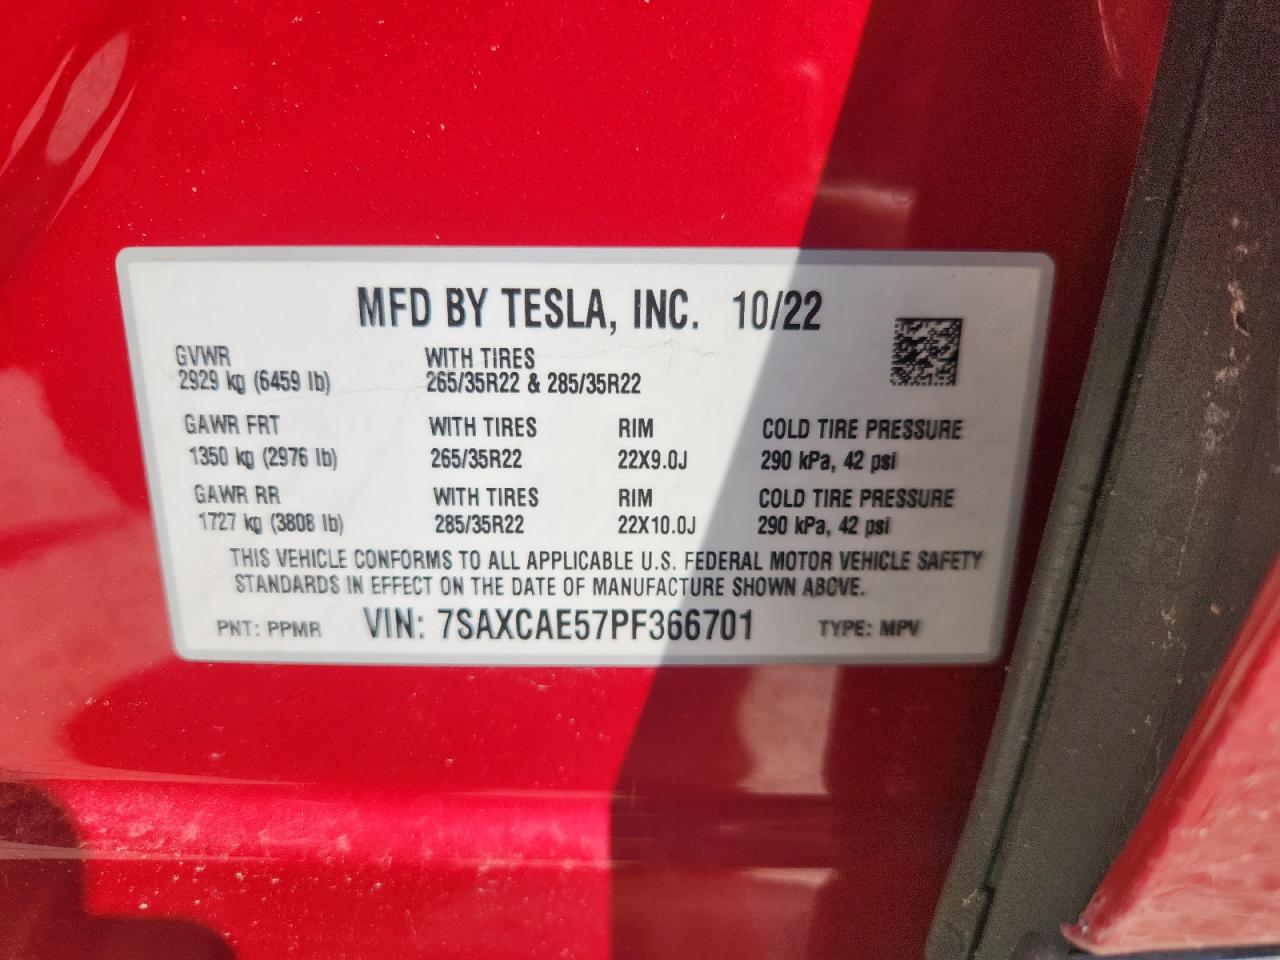 MFD BY TESLA, INC. 10/22
GVWR WITH TIRES
2929 kg (6459 lb) 265/35R22 & 285/35R22
GAWR FRT WITH TIRES RIM COLD TIRE PRESSURE
1350 kg (2976 lb) 265/35R22 22X9.0J 290 kPa, 42 psi
GAWR RR WITH TIRES RIM COLD TIRE PRESSURE
1727 kg (3808 lb) 285/35R22 22X10.0J 290 kPa, 42 psi
THIS VEHICLE CONFORMS TO ALL APPLICABLE U.S. FEDERAL MOTOR VEHICLE SAFETY
STANDARDS IN EFFECT ON THE DATE OF MANUFACTURE SHOWN ABOVE.
PNT: PPMR VIN: 7SAXCAE57PF366701 TYPE: MPV